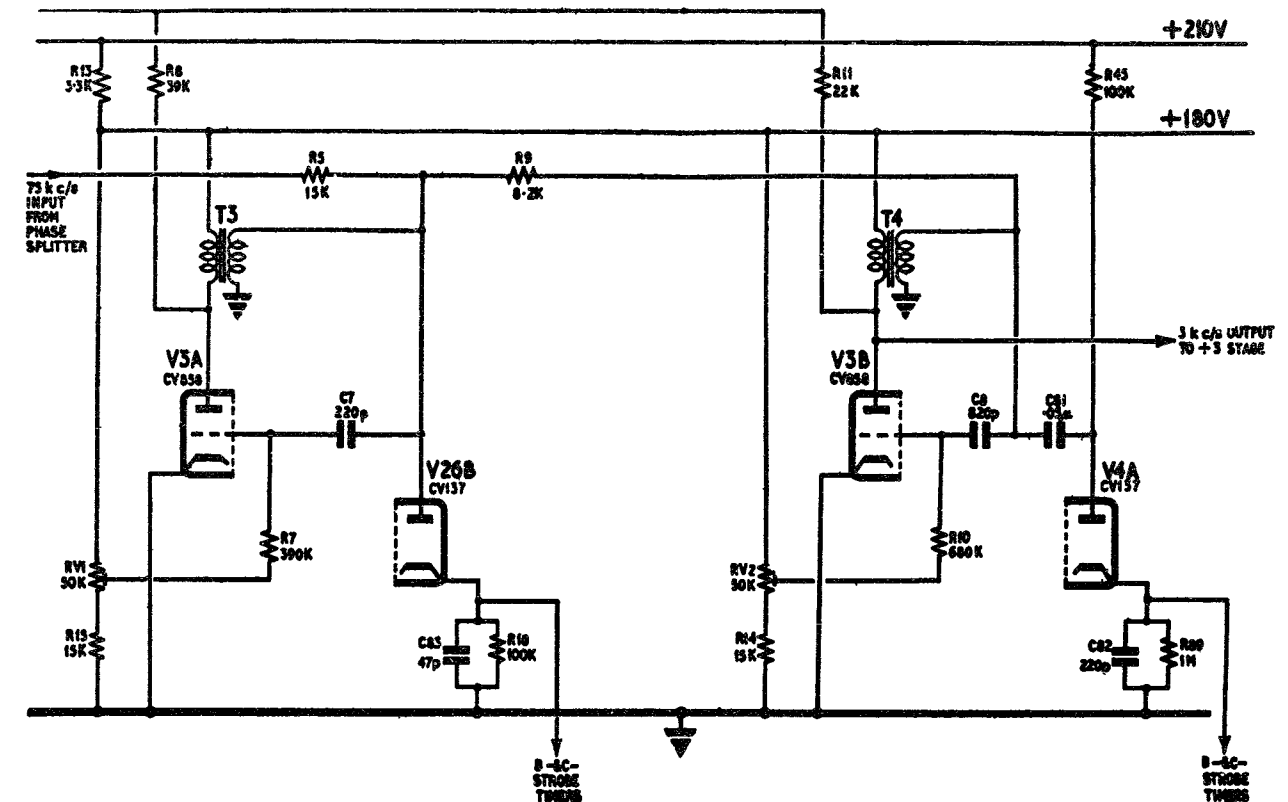 +210V
R13
3·3K
R8
39K
R11
22K
R45
100K
+180V
R5
15K
R9
8·2K
75 k c/s
INPUT
FROM
PHASE
SPLITTER
T3
T4
3 k c/s OUTPUT
TO ÷ 3 STAGE
V3A
CV858
C7
220p
V3B
CV858
C8
820p
C81
V26B
CV137
V4A
CV137
R7
390K
R10
680K
RV1
50K
RV2
50K
R15
15K
C83
47p
R18
100K
R14
15K
C82
220p
R89
1M
B -&C-
STROBE
TIMERS
B -&C-
STROBE
TIMERS